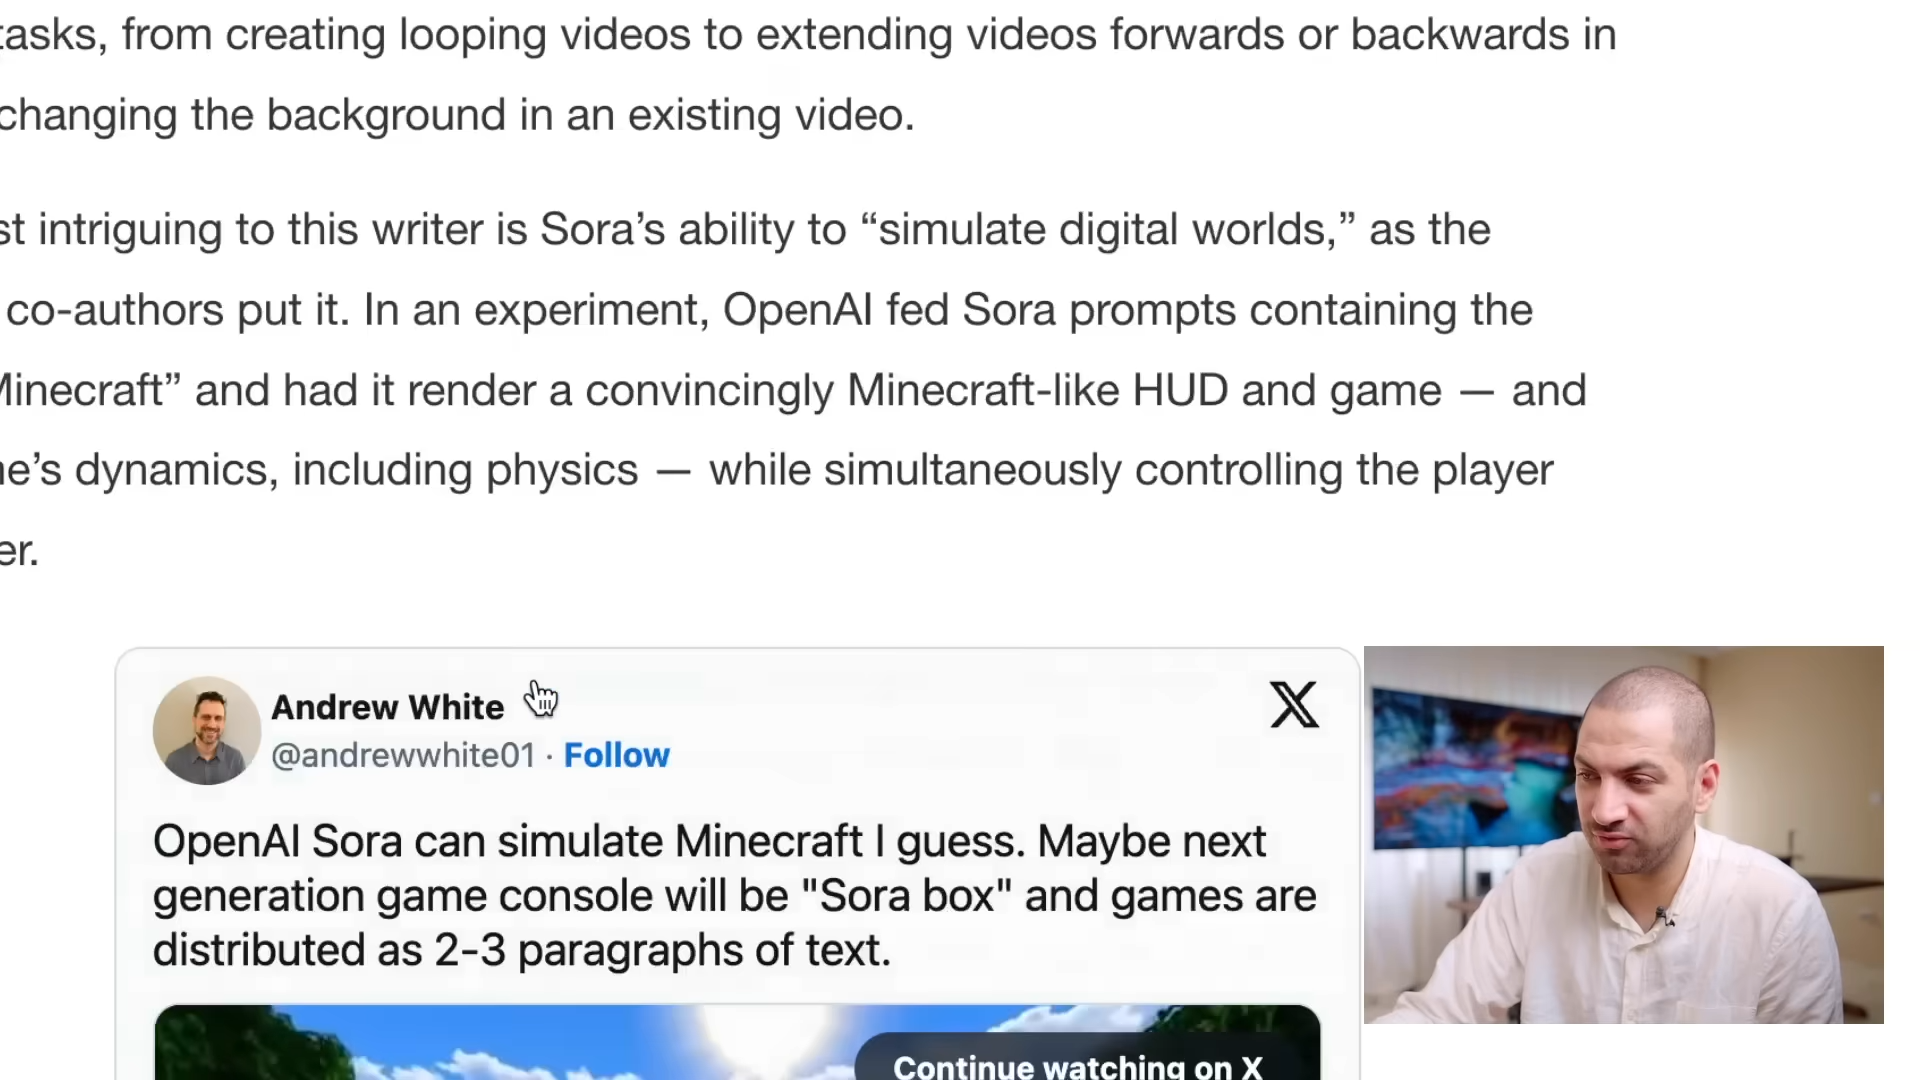 tasks, from creating looping videos to extending videos forwards or backwards in
changing the background in an existing video.
st intriguing to this writer is Sora’s ability to “simulate digital worlds,” as the
co-authors put it. In an experiment, OpenAI fed Sora prompts containing the
Minecraft” and had it render a convincingly Minecraft-like HUD and game — and
ne’s dynamics, including physics — while simultaneously controlling the player
er.
Andrew White
X
@andrewwhite01 · Follow
OpenAI Sora can simulate Minecraft I guess. Maybe next
generation game console will be "Sora box" and games are
distributed as 2-3 paragraphs of text.
Continue watching on X